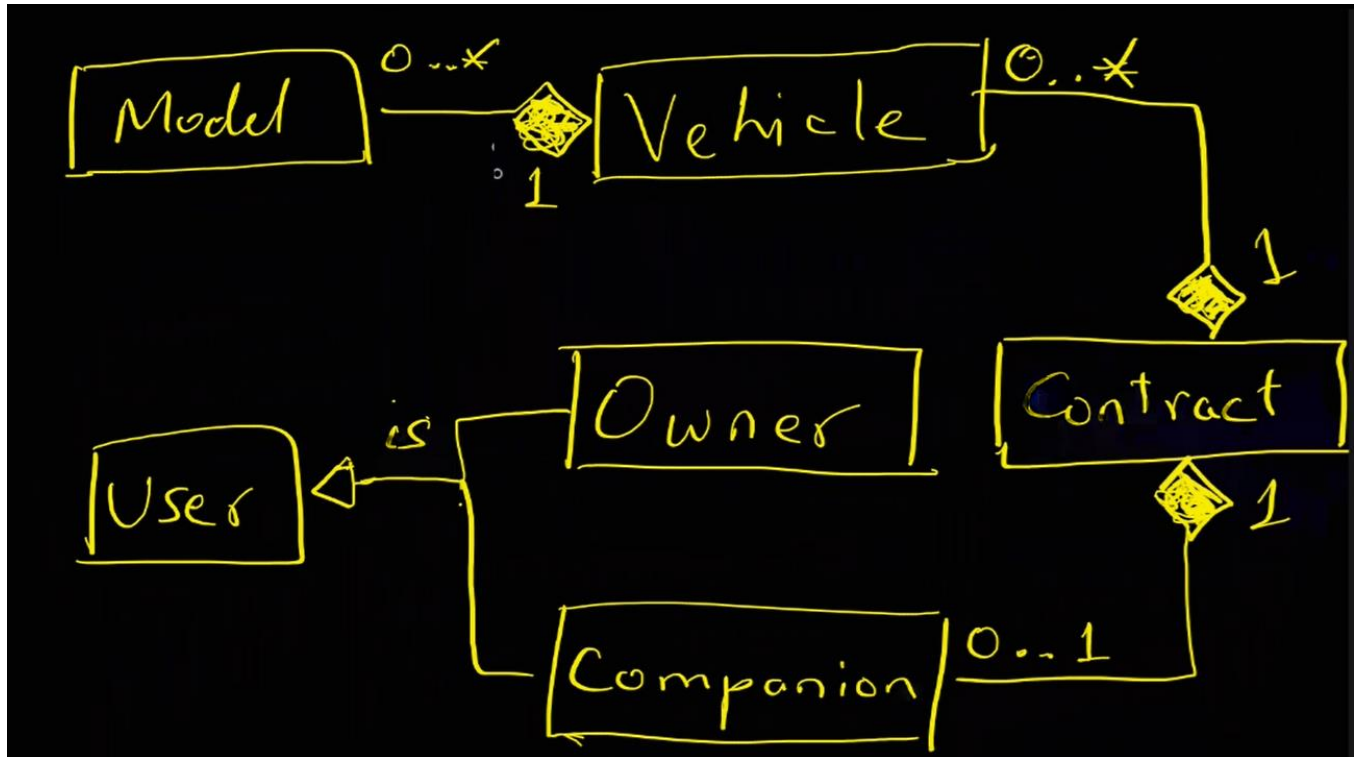 Model
0..*
1
Vehicle
0..*
1
User
is
Owner
Contract
1
Companion
0..1